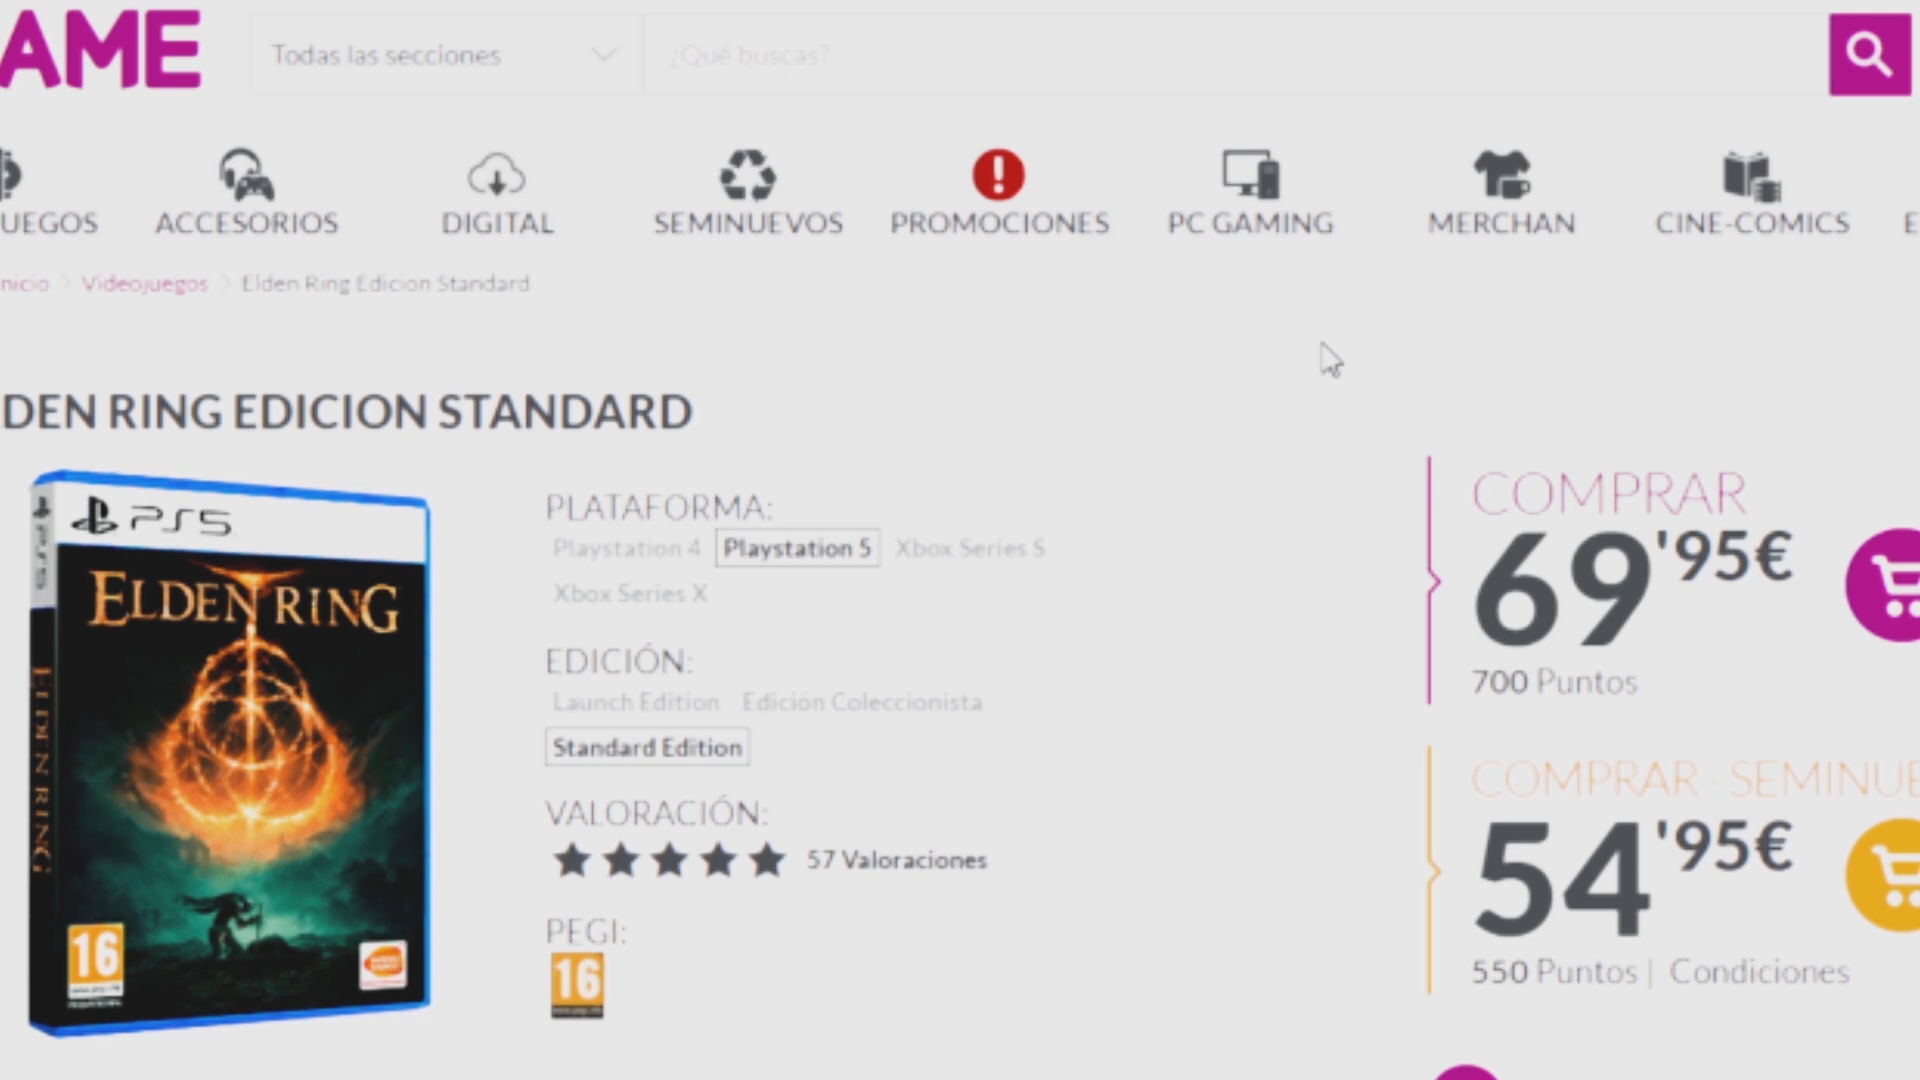 AME
Todas las secciones
¿Qué buscas?
UEGOS
ACCESORIOS
DIGITAL
SEMINUEVOS
PROMOCIONES
PC GAMING
MERCHAN
CINE-COMICS
E
nicio > Videojuegos > Elden Ring Edicion Standard
DEN RING EDICION STANDARD
PS5
PS5
ELDEN RING
ELDEN RING
16
PLATAFORMA:
Playstation 4 Playstation 5 Xbox Series S
Xbox Series X
EDICIÓN:
Launch Edition Edición Coleccionista
Standard Edition
VALORACIÓN:
57 Valoraciones
PEGI:
16
COMPRAR
69'95€
700 Puntos
COMPRAR - SEMINUE
54'95€
550 Puntos | Condiciones